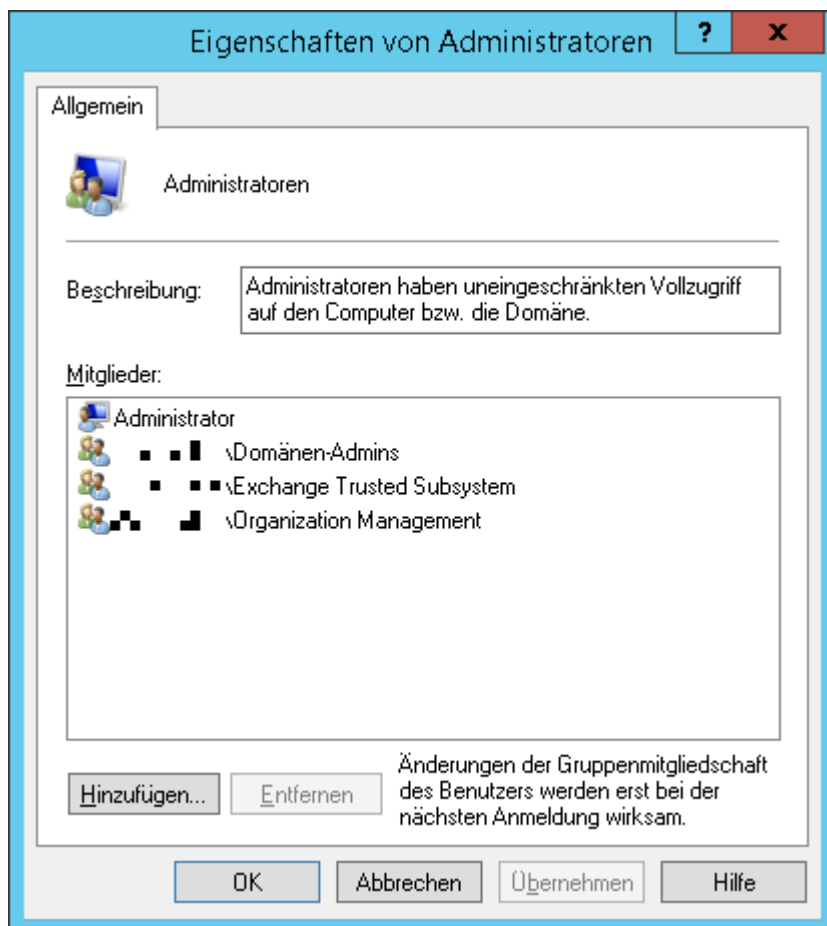 Eigenschaften von Administratoren
?
x
Allgemein
Administratoren
Beschreibung:
Administratoren haben uneingeschränkten Vollzugriff
auf den Computer bzw. die Domäne.
Mitglieder:
Administrator
\Domänen-Admins
\Exchange Trusted Subsystem
\Organization Management
Hinzufügen...
Entfernen
Änderungen der Gruppenmitgliedschaft
des Benutzers werden erst bei der
nächsten Anmeldung wirksam.
OK
Abbrechen
Übernehmen
Hilfe